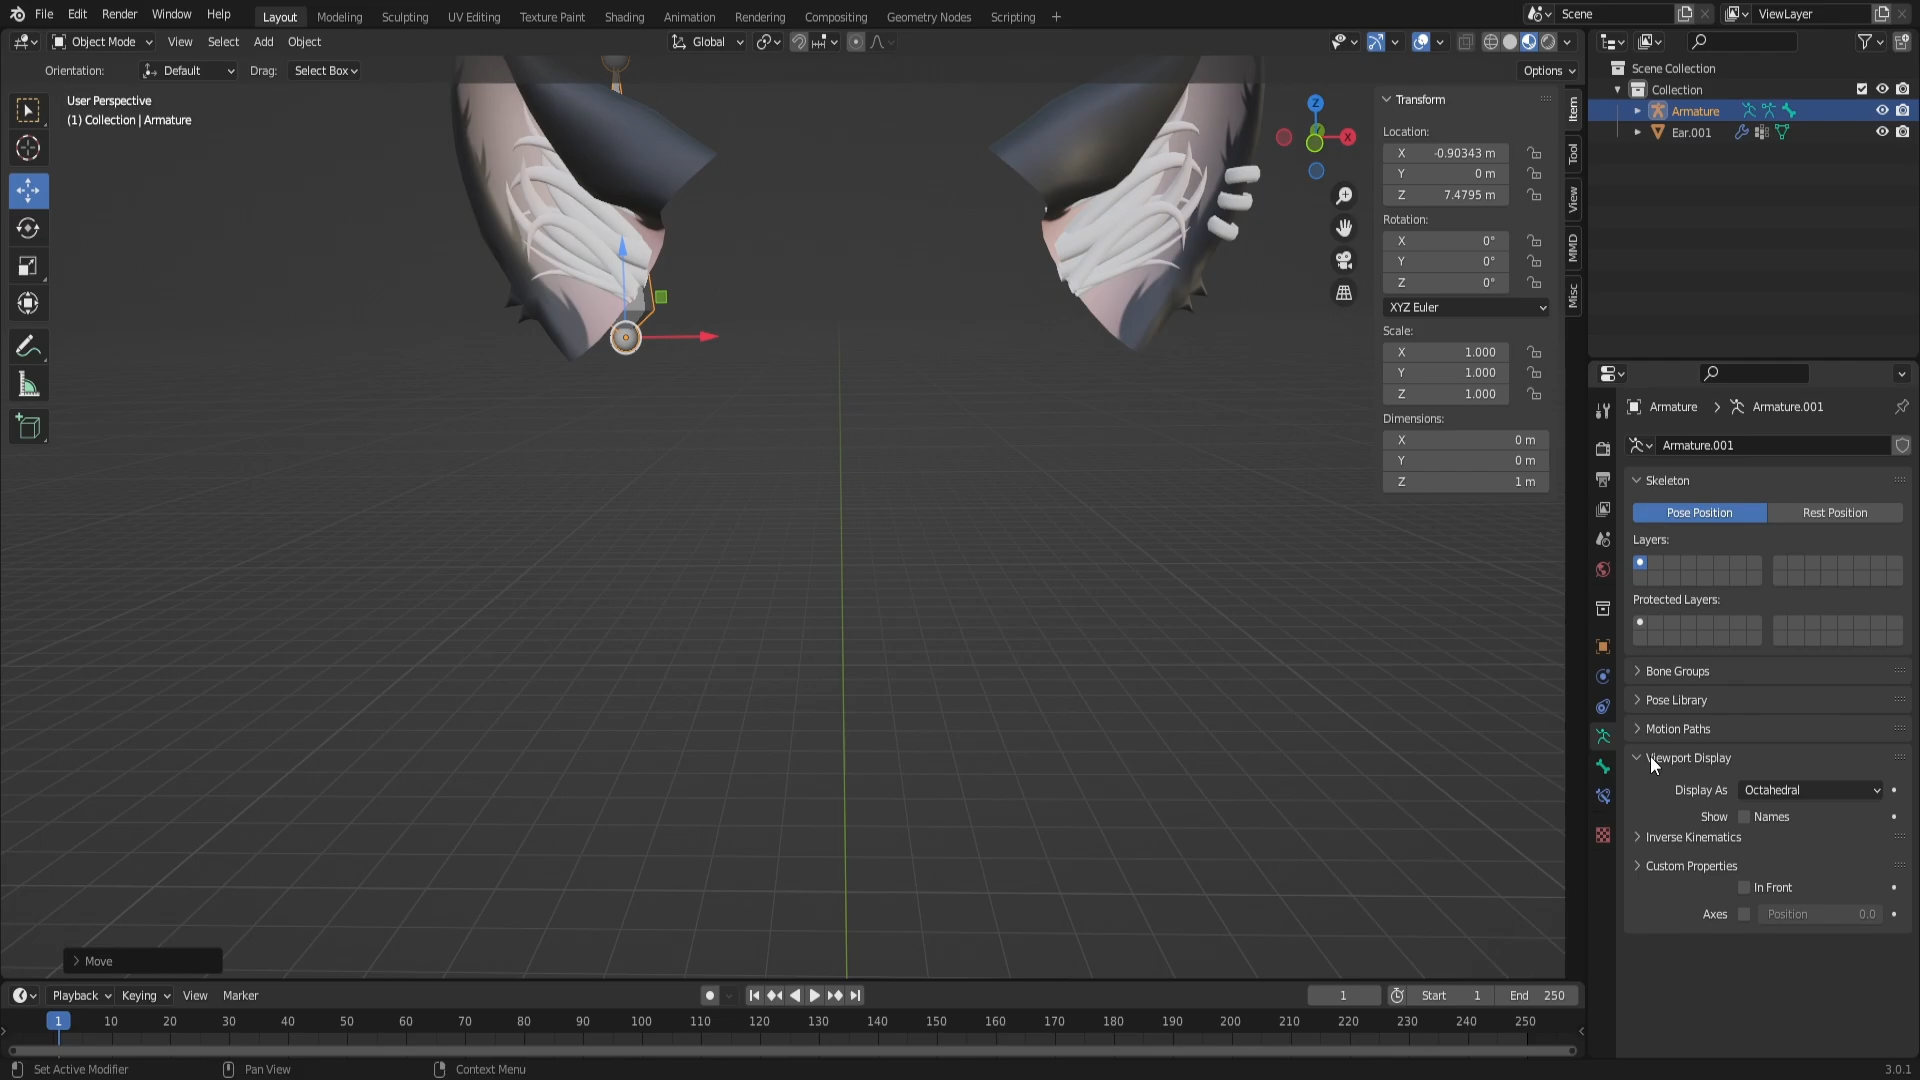 File Edit Render Window Help Layout Modeling Sculpting UV Editing Texture Paint Shading Animation Rendering Compositing Geometry Nodes Scripting + Scene ViewLayer
Object Mode View Select Add Object Global
Orientation: Default Drag: Select Box Options
User Perspective
(1) Collection | Armature
Z
X
Transform
Location:
X -0.90343 m
Y 0 m
Z 7.4795 m
Rotation:
X 0°
Y 0°
Z 0°
XYZ Euler
Scale:
X 1.000
Y 1.000
Z 1.000
Dimensions:
X 0 m
Y 0 m
Z 1 m
Item
Tool
View
MMD
Misc
Scene Collection
Collection
Armature
Ear.001
Armature > Armature.001
Armature.001
Skeleton
Pose Position Rest Position
Layers:
Protected Layers:
Bone Groups
Pose Library
Motion Paths
Viewport Display
Display As Octahedral
Show Names
Inverse Kinematics
Custom Properties
In Front
Axes Position 0.0
Move
Playback Keying View Marker 1 Start 1 End 250
1 10 20 30 40 50 60 70 80 90 100 110 120 130 140 150 160 170 180 190 200 210 220 230 240 250
Set Active Modifier Pan View Context Menu 3.0.1